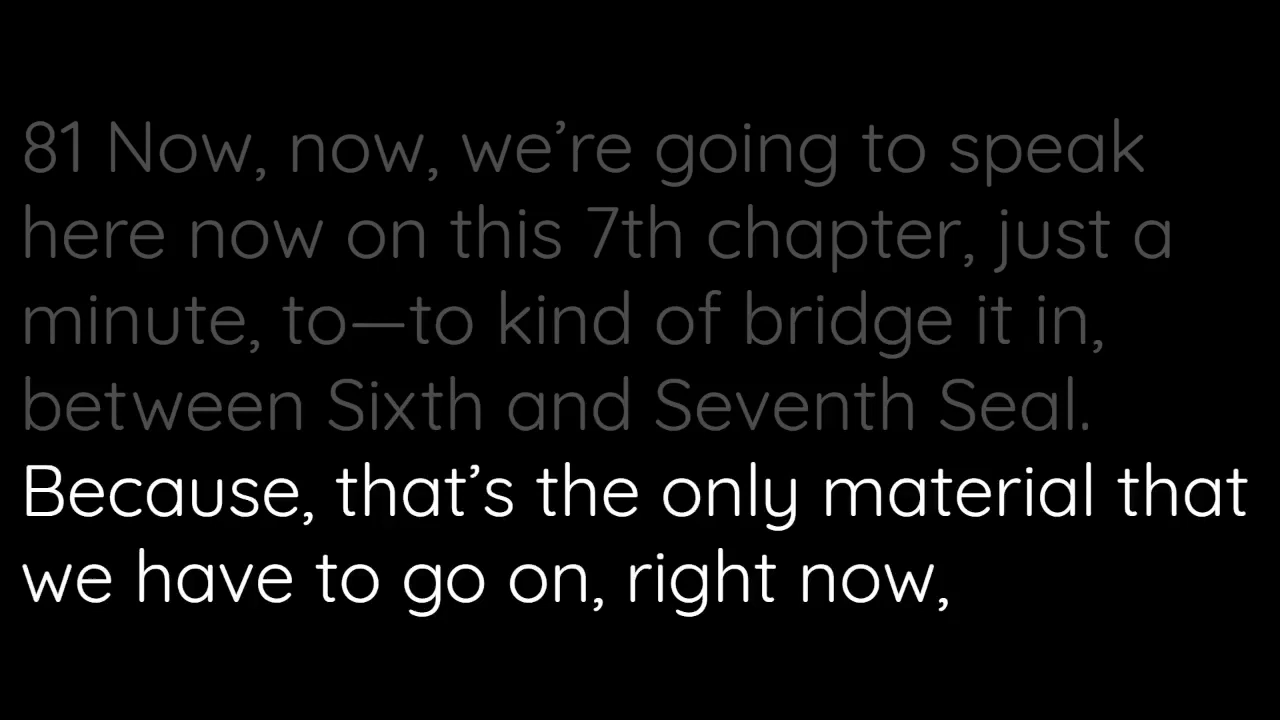 81 Now, now, we’re going to speak
here now on this 7th chapter, just a
minute, to—to kind of bridge it in,
between Sixth and Seventh Seal.
Because, that’s the only material that
we have to go on, right now,